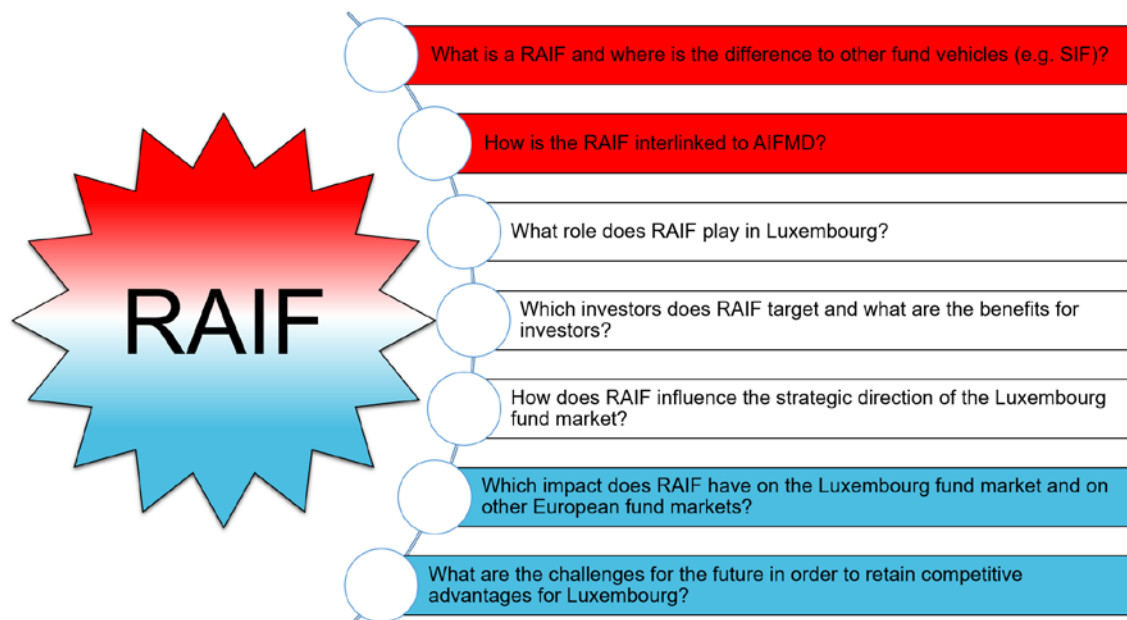 RAIF
What is a RAIF and where is the difference to other fund vehicles (e.g. SIF)?
How is the RAIF interlinked to AIFMD?
What role does RAIF play in Luxembourg?
Which investors does RAIF target and what are the benefits for
investors?
How does RAIF influence the strategic direction of the Luxembourg
fund market?
Which impact does RAIF have on the Luxembourg fund market and on
other European fund markets?
What are the challenges for the future in order to retain competitive
advantages for Luxembourg?